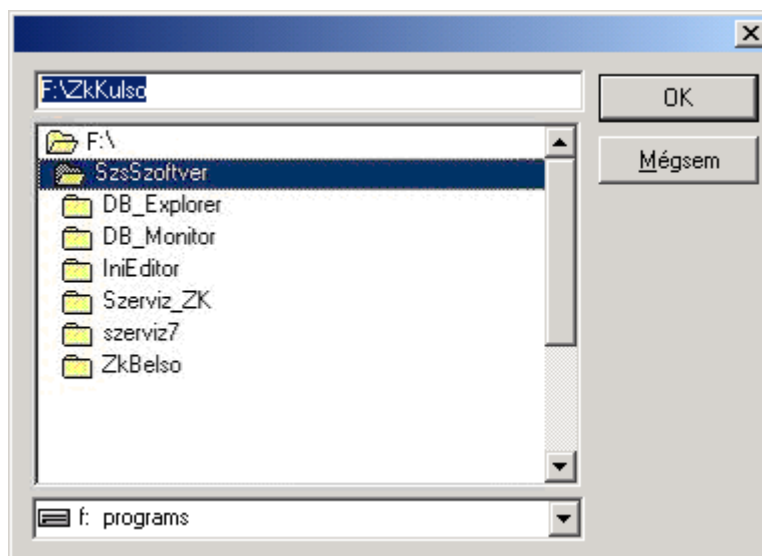 F:\ZkKulso
OK
F:\
Mégsem
SzsSzoftver
DB_Explorer
DB_Monitor
IniEditor
Szerviz_ZK
szerviz7
ZkBelso
f: programs